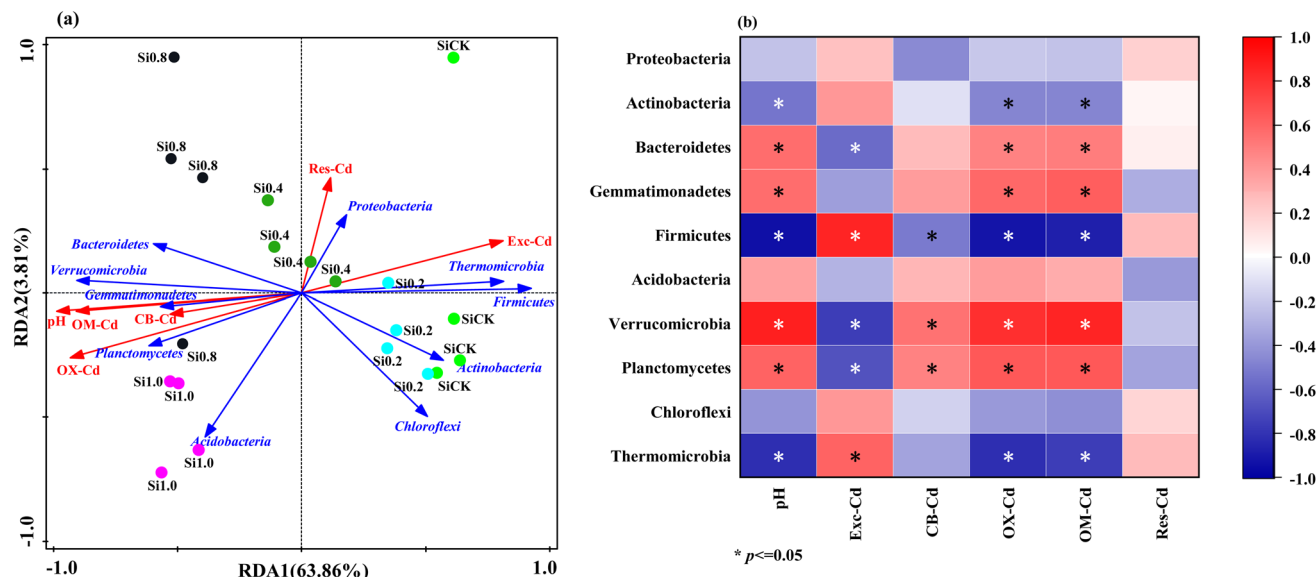 (a)
1.0
Si0.8
SiCK
Si0.8
Si0.8
Res-Cd
Si0.4
Proteobacteria
Bacteroidetes
Si0.4
Exc-Cd
Verrucomicrobia
Si0.4
Si0.4
Thermomicrobia
Gemmatimonadetes
Si0.2
Firmicutes
pH
OM-Cd
CB-Cd
SiCK
Si0.2
Planctomycetes
Si0.8
SiCK
OX-Cd
Si0.2
Actinobacteria
Si1.0
Si1.0
Si0.2
SiCK
Chloroflexi
Acidobacteria
Si1.0
Si1.0
-1.0
RDA2(3.81%)
-1.0
RDA1(63.86%)
1.0
(b)
Proteobacteria
Actinobacteria
* * *
Bacteroidetes
* * * *
Gemmatimonadetes
* * *
Firmicutes
* * * * *
Acidobacteria
Verrucomicrobia
* * * * *
Planctomycetes
* * * * *
Chloroflexi
Thermomicrobia
* * * *
pH
Exc-Cd
CB-Cd
OX-Cd
OM-Cd
Res-Cd
* p<=0.05
1.0
0.8
0.6
0.4
0.2
0.0
-0.2
-0.4
-0.6
-0.8
-1.0